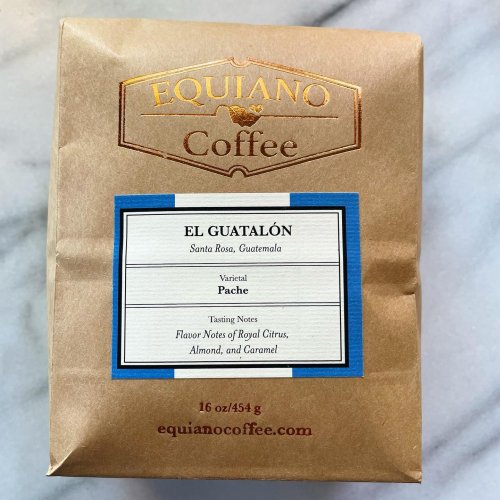 EQUIANO
Coffee
EL GUATALÓN
Santa Rosa, Guatemala
Varietal
Pache
Tasting Notes
Flavor Notes of Royal Citrus,
Almond, and Caramel
16 oz/454 g
equianocoffee.com